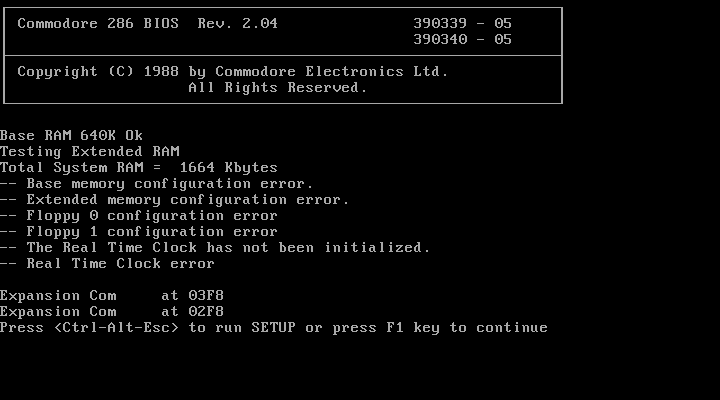 Commodore 286 BIOS  Rev. 2.04               390339 - 05
                                            390340 - 05
Copyright (C) 1988 by Commodore Electronics Ltd.
                   All Rights Reserved.
Base RAM 640K Ok
Testing Extended RAM
Total System RAM =  1664 Kbytes
-- Base memory configuration error.
-- Extended memory configuration error.
-- Floppy 0 configuration error
-- Floppy 1 configuration error
-- The Real Time Clock has not been initialized.
-- Real Time Clock error
Expansion Com     at 03F8
Expansion Com     at 02F8
Press <Ctrl-Alt-Esc> to run SETUP or press F1 key to continue